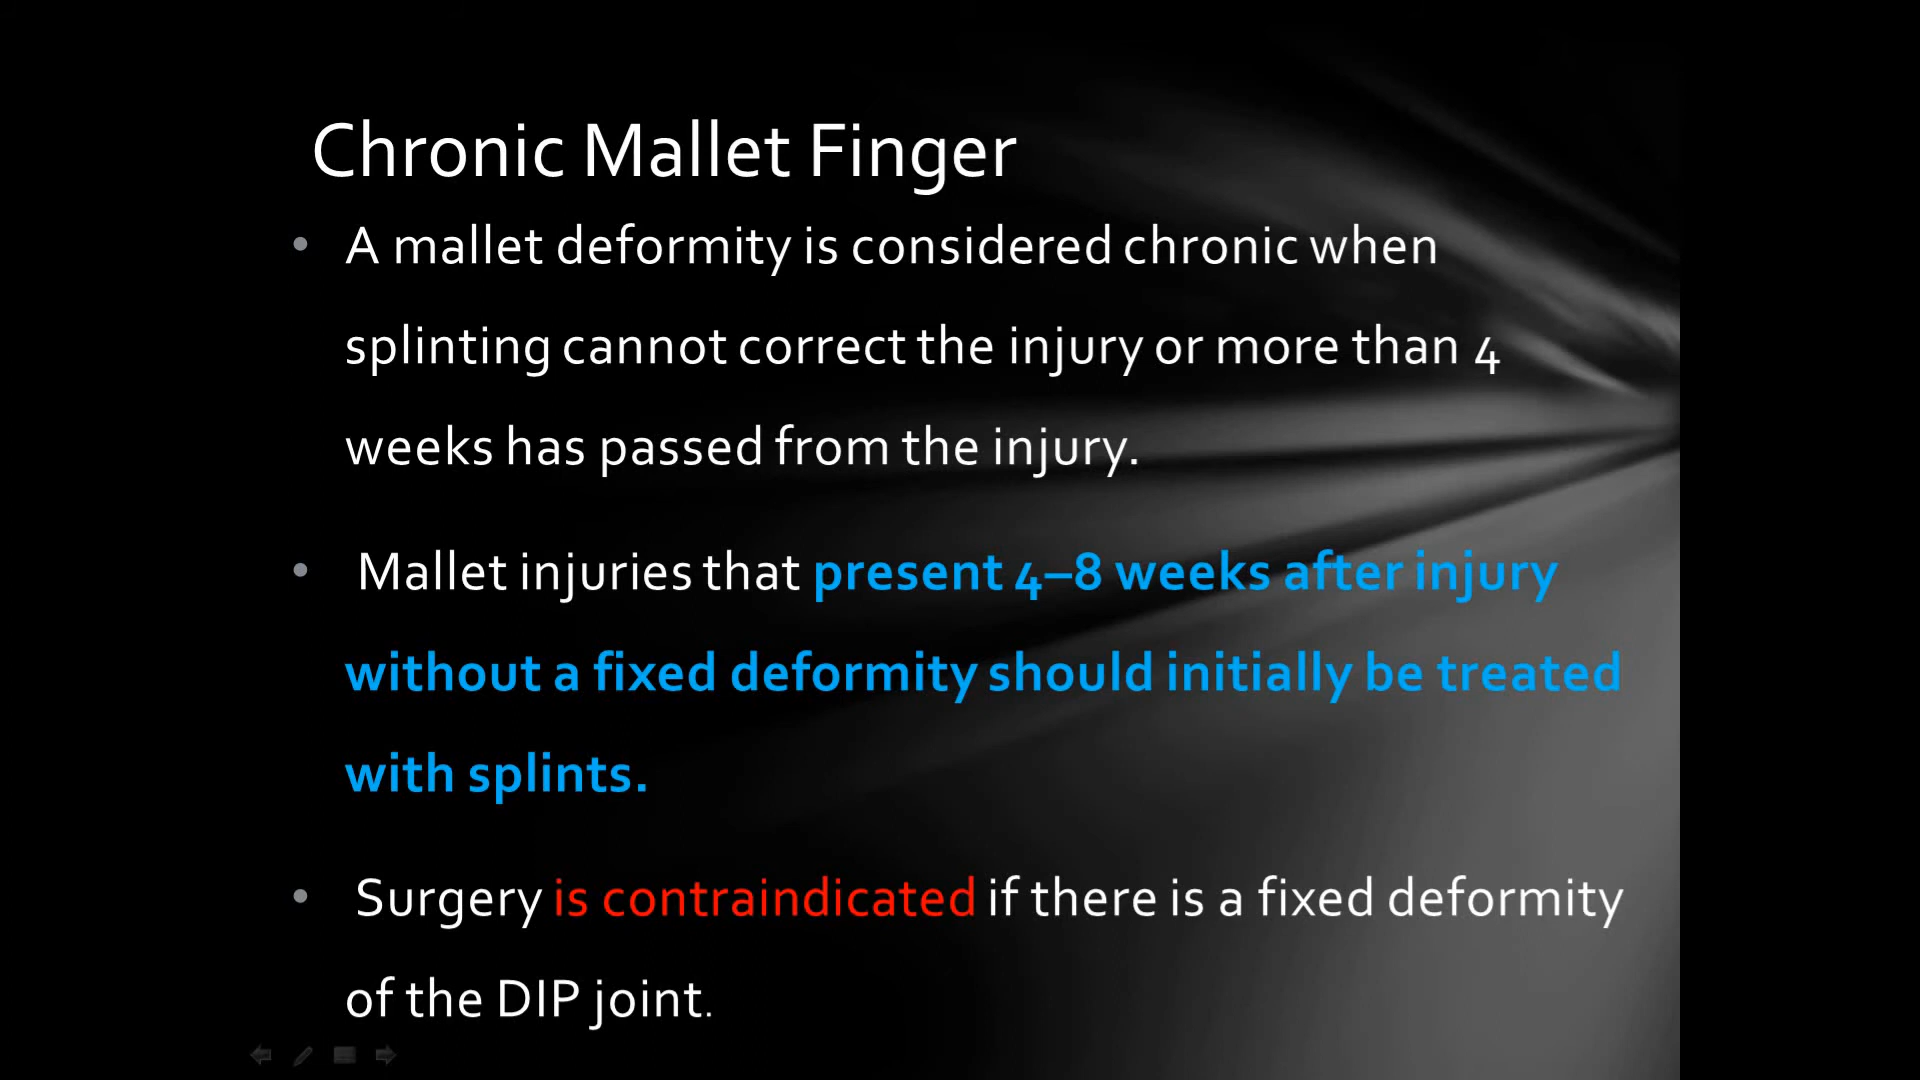 Chronic Mallet Finger
• A mallet deformity is considered chronic when
splinting cannot correct the injury or more than 4
weeks has passed from the injury.
• Mallet injuries that present 4–8 weeks after injury
without a fixed deformity should initially be treated
with splints.
• Surgery is contraindicated if there is a fixed deformity
of the DIP joint.